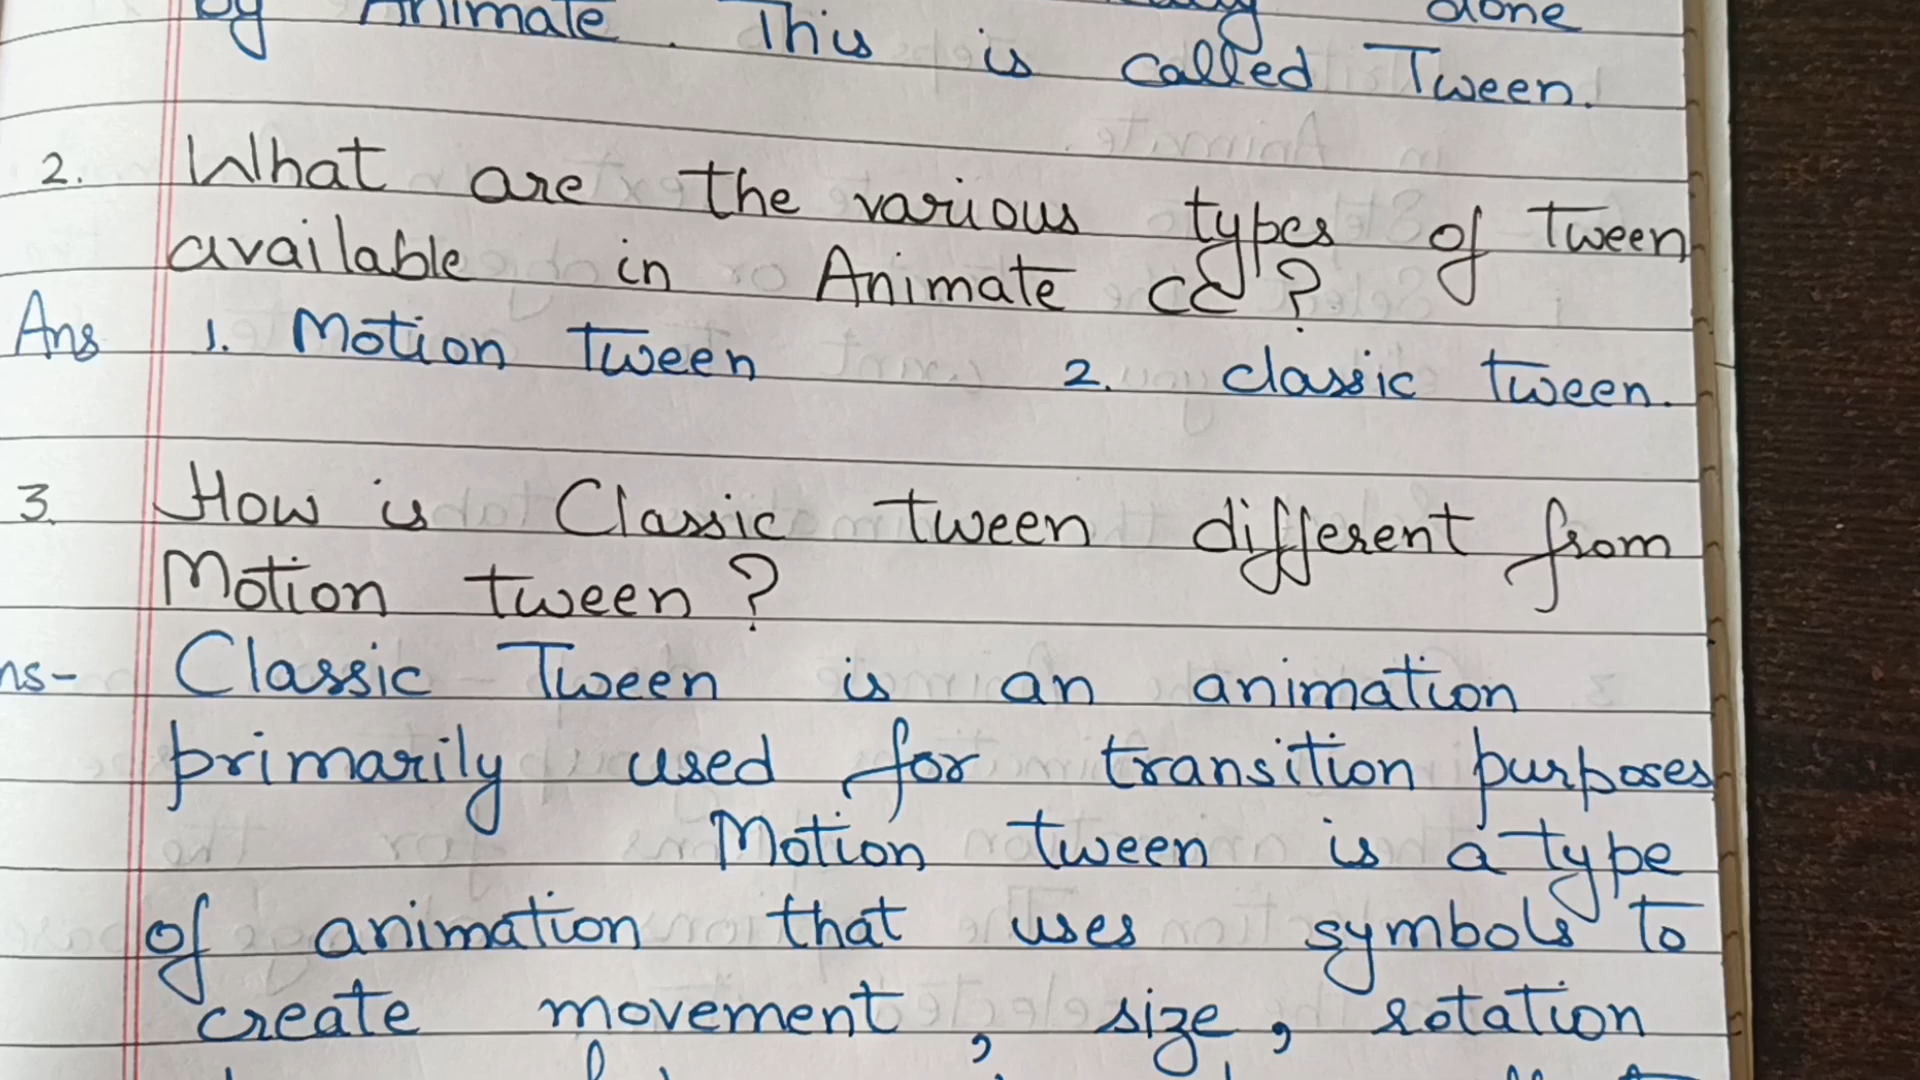 by Animate. This is called Tween.
done
2. What are the various types of Tween
available in Animate CC?
Ans 1. Motion Tween 2. classic tween.
3. How is Classic tween different from
Motion tween?
ns- Classic Tween is an animation
primarily used for transition purposes
Motion tween is a type
of animation that uses symbols to
create movement, size, rotation